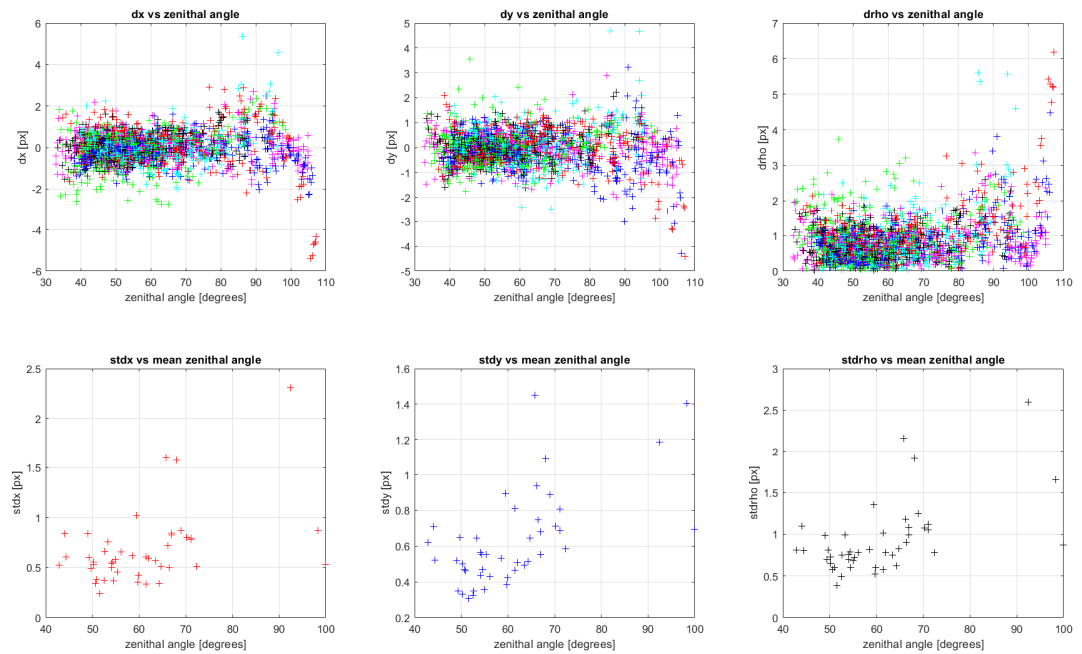 dx vs zenithal angle
dy vs zenithal angle
drho vs zenithal angle
6
4
2
0
-2
-4
-6
dx [px]
30 40 50 60 70 80 90 100 110
zenithal angle [degrees]
5
4
3
2
1
0
-1
-2
-3
-4
-5
dy [px]
30 40 50 60 70 80 90 100 110
zenithal angle [degrees]
7
6
5
4
3
2
1
0
drho [px]
30 40 50 60 70 80 90 100 110
zenithal angle [degrees]
stdx vs mean zenithal angle
stdy vs mean zenithal angle
stdrho vs mean zenithal angle
2.5
2
1.5
1
0.5
0
stdx [px]
40 50 60 70 80 90 100
zenithal angle [degrees]
1.6
1.4
1.2
1
0.8
0.6
0.4
0.2
stdy [px]
40 50 60 70 80 90 100
zenithal angle [degrees]
3
2.5
2
1.5
1
0.5
0
stdrho [px]
40 50 60 70 80 90 100
zenithal angle [degrees]